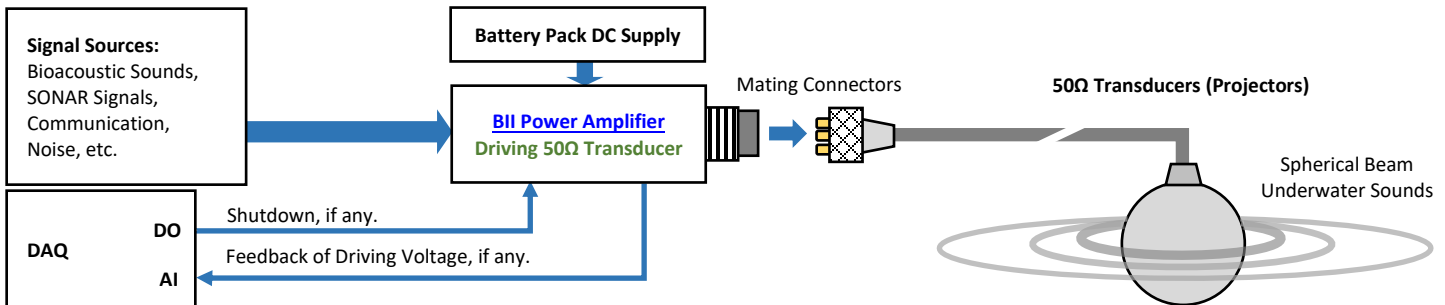 Signal Sources:
Bioacoustic Sounds,
SONAR Signals,
Communication,
Noise, etc.
Battery Pack DC Supply
BII Power Amplifier
Driving 50Ω Transducer
Mating Connectors
50Ω Transducers (Projectors)
Spherical Beam
Underwater Sounds
DAQ
DO
AI
Shutdown, if any.
Feedback of Driving Voltage, if any.